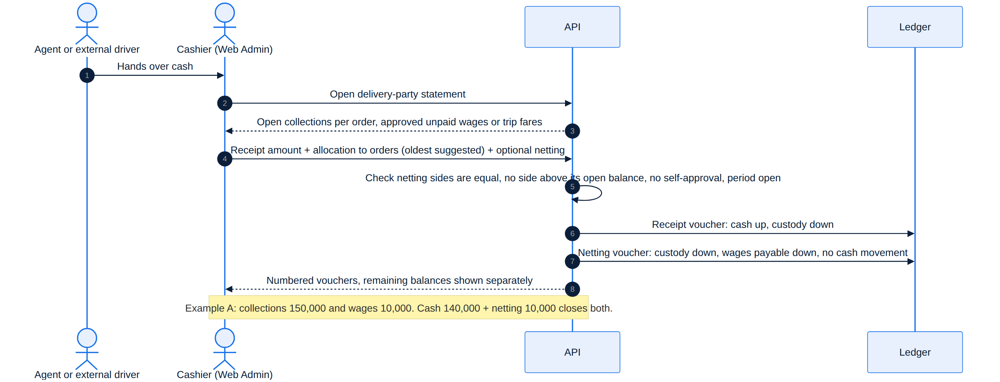 API
Ledger
Agent or external driver
Cashier (Web Admin)
Hands over cash
1
Open delivery-party statement
2
Open collections per order, approved unpaid wages or trip fares
3
Receipt amount + allocation to orders (oldest suggested) + optional netting
4
Check netting sides are equal, no side above its open balance, no self-approval, period open
5
Receipt voucher: cash up, custody down
6
Netting voucher: custody down, wages payable down, no cash movement
7
Numbered vouchers, remaining balances shown separately
8
Example A: collections 150,000 and wages 10,000. Cash 140,000 + netting 10,000 closes both.
API
Ledger
Agent or external driver
Cashier (Web Admin)